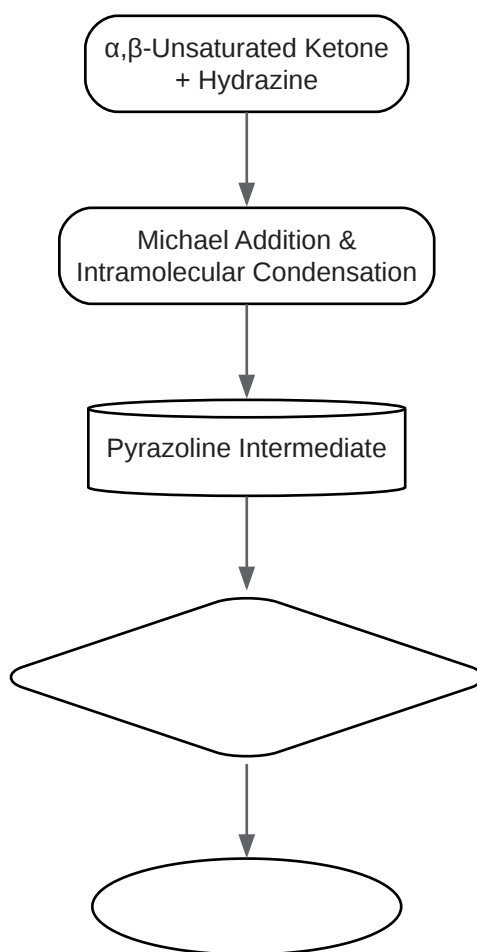 α,β-Unsaturated Ketone
+ Hydrazine
Michael Addition &
Intramolecular Condensation
Pyrazoline Intermediate